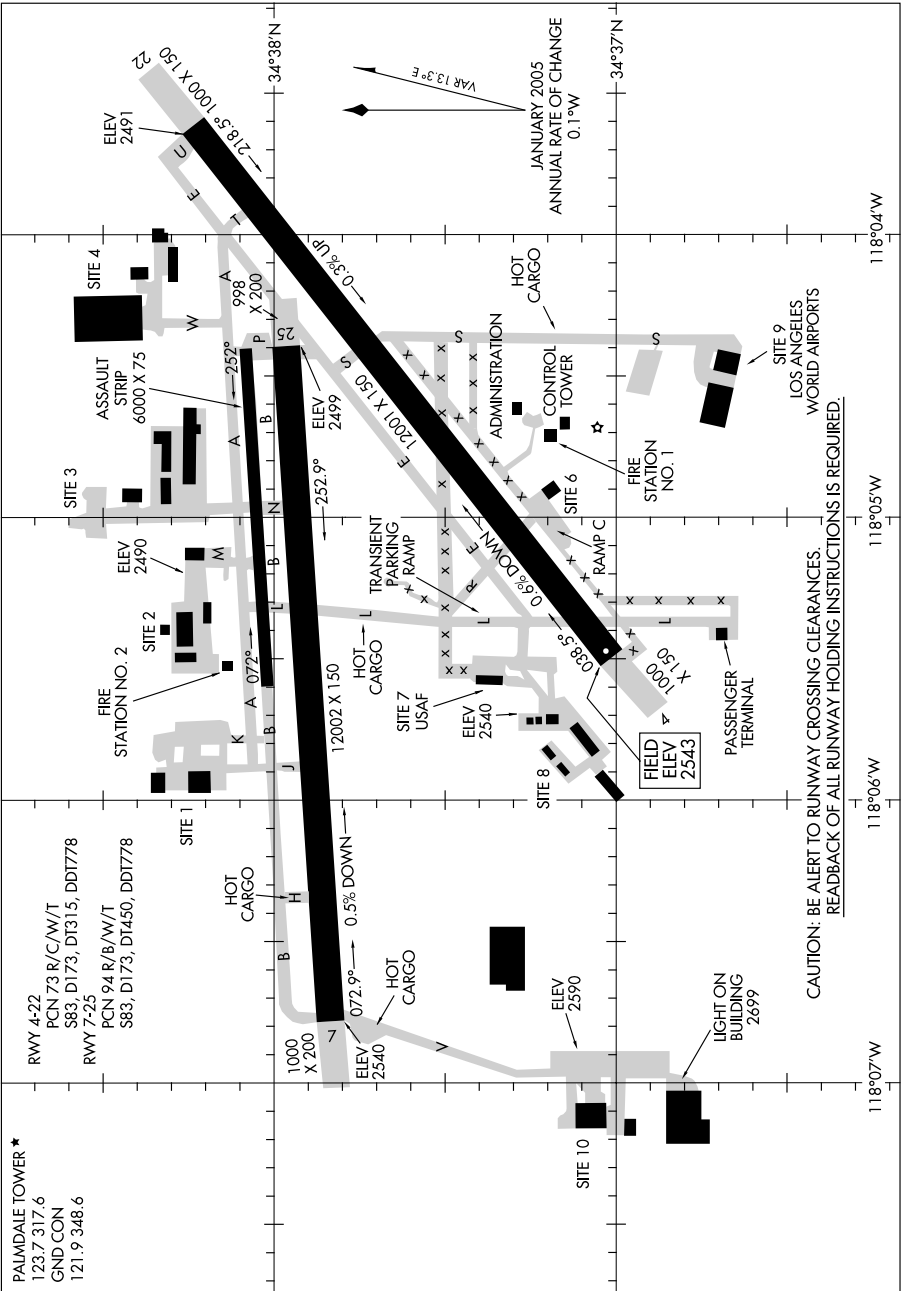 PALMDALE TOWER ★
123.7 317.6
GND CON
121.9 348.6
RWY 4-22
PCN 73 R/C/W/T
S83, D173, DT315, DDT778
RWY 7-25
PCN 94 R/B/W/T
S83, D173, DT450, DDT778
SITE 1
FIRE
STATION NO. 2
SITE 2
ELEV
2490
SITE 3
ASSAULT
STRIP
6000 X 75
SITE 4
ELEV
2491
22
1000 X 150
218.5°
34°38'N
U
E
T
A
998
X 200
W
P
25
252°
A
B
ELEV
2499
252.9°
N
B
M
L
072°
A
K
B
J
12002 X 150
HOT
CARGO
H
B
0.5% DOWN
072.9°
7
1000
X 200
ELEV
2540
HOT
CARGO
V
HOT
CARGO
L
0.3% UP
12001 X 150
S
E
0.6% DOWN
038.5°
TRANSIENT
PARKING
RAMP
R
E
L
SITE 7
USAF
ELEV
2540
SITE 8
FIELD
ELEV
2543
4
1000
X 150
PASSENGER
TERMINAL
L
RAMP C
SITE 6
FIRE
STATION
NO. 1
CONTROL
TOWER
ADMINISTRATION
S
HOT
CARGO
S
SITE 9
LOS ANGELES
WORLD AIRPORTS
VAR 13.3°E
JANUARY 2005
ANNUAL RATE OF CHANGE
0.1°W
34°37'N
ELEV
2590
SITE 10
LIGHT ON
BUILDING
2699
118°04'W
118°05'W
118°06'W
118°07'W
CAUTION: BE ALERT TO RUNWAY CROSSING CLEARANCES.
READBACK OF ALL RUNWAY HOLDING INSTRUCTIONS IS REQUIRED.